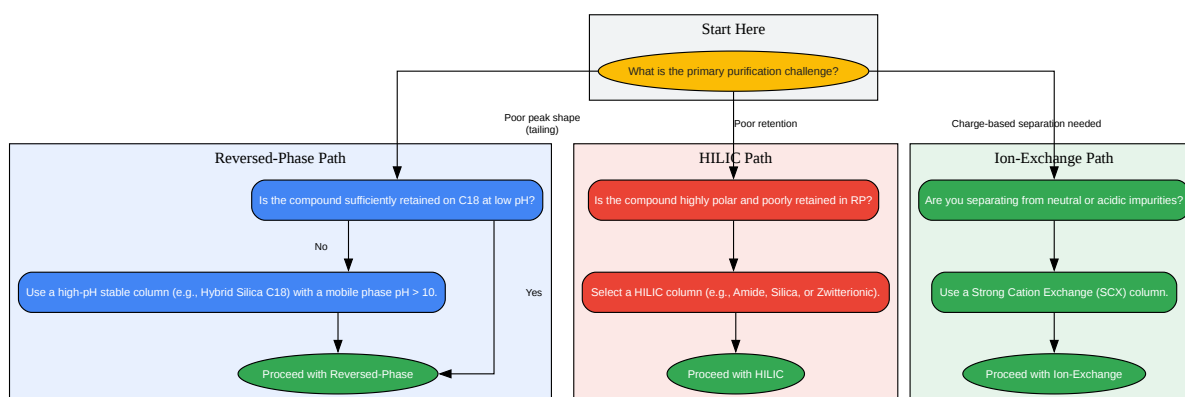 Start Here
What is the primary purification challenge?
Poor peak shape
(tailing)
Poor retention
Charge-based separation needed
Reversed-Phase Path
Is the compound sufficiently retained on C18 at low pH?
No
Use a high-pH stable column (e.g., Hybrid Silica C18) with a mobile phase pH > 10.
Yes
Proceed with Reversed-Phase
HILIC Path
Is the compound highly polar and poorly retained in RP?
Select a HILIC column (e.g., Amide, Silica, or Zwitterionic).
Proceed with HILIC
Ion-Exchange Path
Are you separating from neutral or acidic impurities?
Use a Strong Cation Exchange (SCX) column.
Proceed with Ion-Exchange